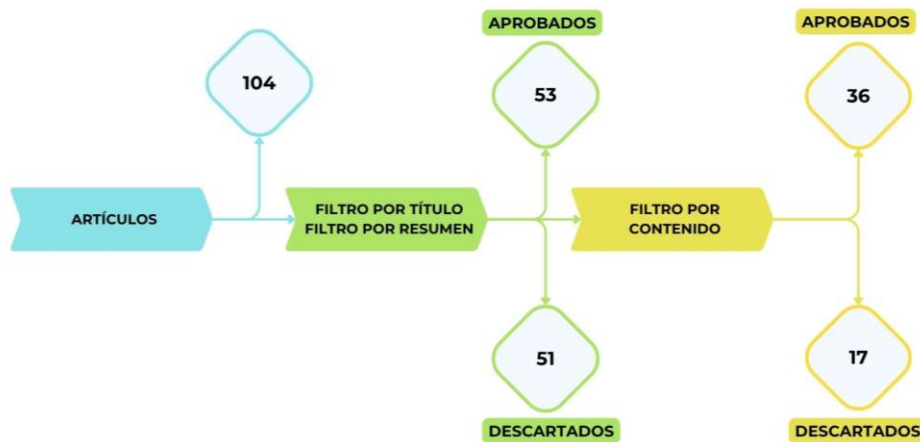 APROBADOS
APROBADOS
104
53
36
ARTÍCULOS
FILTRO POR TÍTULO
FILTRO POR RESUMEN
FILTRO POR
CONTENIDO
51
17
DESCARTADOS
DESCARTADOS